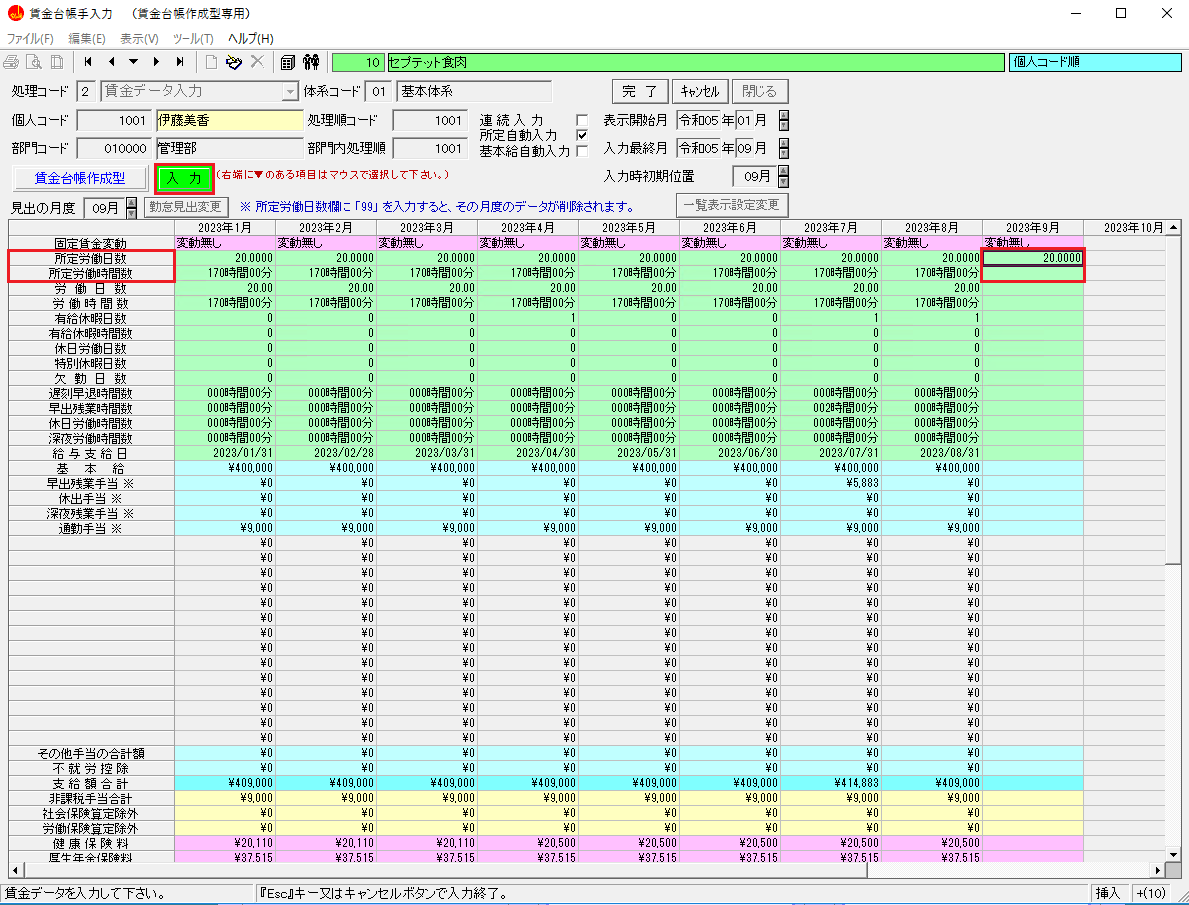 賃金台帳手入力　（賃金台帳作成型専用）
ファイル(F)　編集(E)　表示(V)　ツール(T)　ヘルプ(H)
10 セプテット食肉 個人コード順
処理コード 2 賃金データ入力 体系コード 01 基本体系 完 了 キャンセル 閉じる
個人コード 1001 伊藤美香 処理順コード 1001 連 続 入 力 表示開始月 令和05 年 01 月
所定自動入力
部門コード 010000 管理部 部門内処理順 1001 基本給自動入力 入力最終月 令和05 年 09 月
賃金台帳作成型 入 力 (右端に▼のある項目はマウスで選択して下さい。) 入力時初期位置 09月
見出の月度 09月 勤怠見出変更 ※ 所定労働日数欄に「99」を入力すると、その月度のデータが削除されます。 一覧表示設定変更
2023年1月 2023年2月 2023年3月 2023年4月 2023年5月 2023年6月 2023年7月 2023年8月 2023年9月 2023年10月
固定賃金変動 変動無し 変動無し 変動無し 変動無し 変動無し 変動無し 変動無し 変動無し 変動無し
所定労働日数 20.0000 20.0000 20.0000 20.0000 20.0000 20.0000 20.0000 20.0000 20.0000
所定労働時間数 170時間00分 170時間00分 170時間00分 170時間00分 170時間00分 170時間00分 170時間00分 170時間00分
労 働 日 数 20.00 20.00 20.00 20.00 20.00 20.00 20.00 20.00
労 働 時 間 数 170時間00分 170時間00分 170時間00分 170時間00分 170時間00分 170時間00分 170時間00分 170時間00分
有給休暇日数 0 0 0 1 0 0 1 1
有給休暇時間数 0 0 0 0 0 0 0 0
休日労働日数 0 0 0 0 0 0 0 0
特別休暇日数 0 0 0 0 0 0 0 0
欠 勤 日 数 0 0 0 0 0 0 0 0
遅刻早退時間数 000時間00分 000時間00分 000時間00分 000時間00分 000時間00分 000時間00分 000時間00分 000時間00分
早出残業時間数 000時間00分 000時間00分 000時間00分 000時間00分 000時間00分 000時間00分 002時間00分 000時間00分
休日労働時間数 000時間00分 000時間00分 000時間00分 000時間00分 000時間00分 000時間00分 000時間00分 000時間00分
深夜労働時間数 000時間00分 000時間00分 000時間00分 000時間00分 000時間00分 000時間00分 000時間00分 000時間00分
給 与 支 給 日 2023/01/31 2023/02/28 2023/03/31 2023/04/30 2023/05/31 2023/06/30 2023/07/31 2023/08/31
基 本 給 ¥400,000 ¥400,000 ¥400,000 ¥400,000 ¥400,000 ¥400,000 ¥400,000 ¥400,000
早出残業手当 ※ ¥0 ¥0 ¥0 ¥0 ¥0 ¥0 ¥5,883 ¥0
休出手当 ※ ¥0 ¥0 ¥0 ¥0 ¥0 ¥0 ¥0 ¥0
深夜残業手当 ※ ¥0 ¥0 ¥0 ¥0 ¥0 ¥0 ¥0 ¥0
通勤手当 ※ ¥9,000 ¥9,000 ¥9,000 ¥9,000 ¥9,000 ¥9,000 ¥9,000 ¥9,000
¥0 ¥0 ¥0 ¥0 ¥0 ¥0 ¥0 ¥0
¥0 ¥0 ¥0 ¥0 ¥0 ¥0 ¥0 ¥0
¥0 ¥0 ¥0 ¥0 ¥0 ¥0 ¥0 ¥0
¥0 ¥0 ¥0 ¥0 ¥0 ¥0 ¥0 ¥0
¥0 ¥0 ¥0 ¥0 ¥0 ¥0 ¥0 ¥0
¥0 ¥0 ¥0 ¥0 ¥0 ¥0 ¥0 ¥0
¥0 ¥0 ¥0 ¥0 ¥0 ¥0 ¥0 ¥0
¥0 ¥0 ¥0 ¥0 ¥0 ¥0 ¥0 ¥0
¥0 ¥0 ¥0 ¥0 ¥0 ¥0 ¥0 ¥0
¥0 ¥0 ¥0 ¥0 ¥0 ¥0 ¥0 ¥0
¥0 ¥0 ¥0 ¥0 ¥0 ¥0 ¥0 ¥0
¥0 ¥0 ¥0 ¥0 ¥0 ¥0 ¥0 ¥0
¥0 ¥0 ¥0 ¥0 ¥0 ¥0 ¥0 ¥0
¥0 ¥0 ¥0 ¥0 ¥0 ¥0 ¥0 ¥0
その他手当の合計額 ¥0 ¥0 ¥0 ¥0 ¥0 ¥0 ¥0 ¥0
不 就 労 控 除 ¥0 ¥0 ¥0 ¥0 ¥0 ¥0 ¥0 ¥0
支 給 額 合 計 ¥409,000 ¥409,000 ¥409,000 ¥409,000 ¥409,000 ¥409,000 ¥414,883 ¥409,000
非課税手当合計 ¥9,000 ¥9,000 ¥9,000 ¥9,000 ¥9,000 ¥9,000 ¥9,000 ¥9,000
社会保険算定除外 ¥0 ¥0 ¥0 ¥0 ¥0 ¥0 ¥0 ¥0
労働保険算定除外 ¥0 ¥0 ¥0 ¥0 ¥0 ¥0 ¥0 ¥0
健 康 保 険 料 ¥20,110 ¥20,110 ¥20,110 ¥20,500 ¥20,500 ¥20,500 ¥20,500 ¥20,500
厚生年金保険料 ¥37,515 ¥37,515 ¥37,515 ¥37,515 ¥37,515 ¥37,515 ¥37,515 ¥37,515
賃金データを入力して下さい。 『Esc』キー又はキャンセルボタンで入力終了。 挿入 +(10)